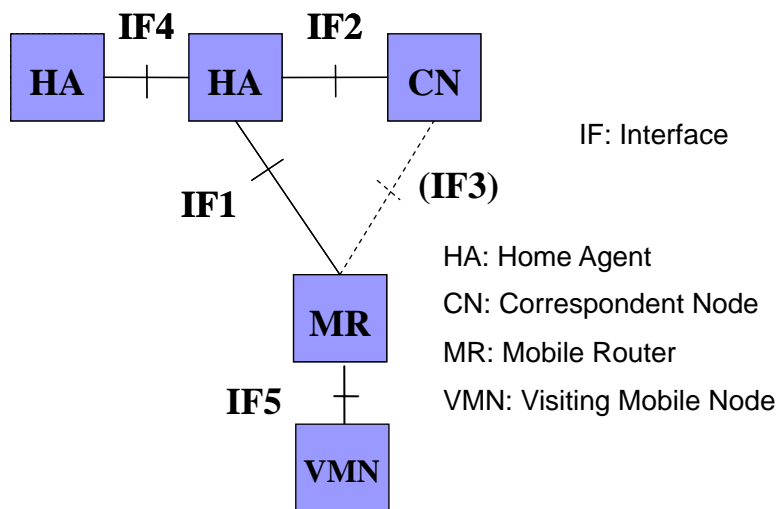 IF4
IF2
HA
HA
CN
IF: Interface
IF1
(IF3)
HA: Home Agent
CN: Correspondent Node
MR
MR: Mobile Router
IF5
VMN: Visiting Mobile Node
VMN